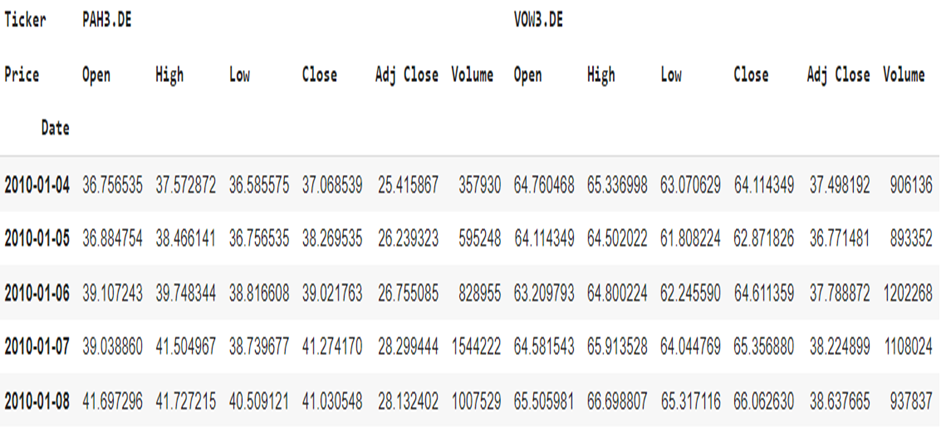 Ticker PAH3.DE VOW3.DE
Price Open High Low Close Adj Close Volume Open High Low Close Adj Close Volume
Date
2010-01-04 36.756535 37.572872 36.585575 37.068539 25.415867 357930 64.760468 65.336998 63.070629 64.114349 37.498192 906136
2010-01-05 36.884754 38.466141 36.756535 38.269535 26.239323 595248 64.114349 64.502022 61.808224 62.871826 36.771481 893352
2010-01-06 39.107243 39.748344 38.816608 39.021763 26.755085 828955 63.209793 64.800224 62.245590 64.611359 37.788872 1202268
2010-01-07 39.038860 41.504967 38.739677 41.274170 28.299444 1544222 64.581543 65.913528 64.044769 65.356880 38.224899 1108024
2010-01-08 41.697296 41.727215 40.509121 41.030548 28.132402 1007529 65.505981 66.698807 65.317116 66.062630 38.637665 937837